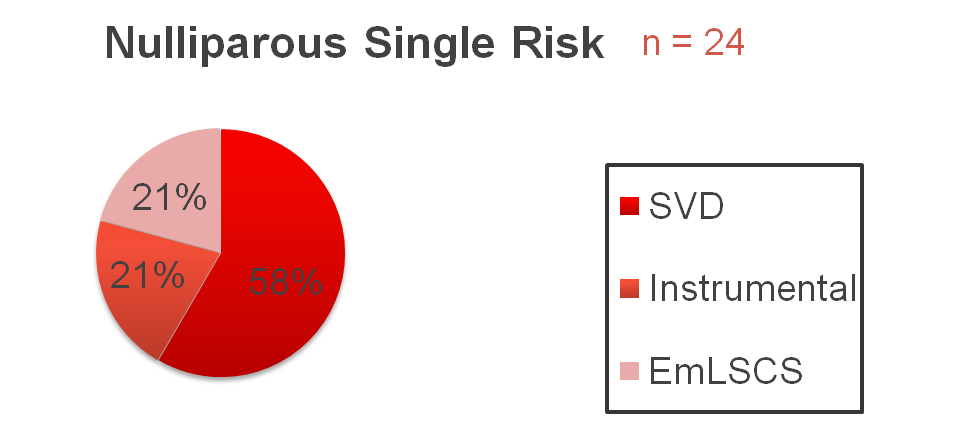 Nulliparous Single Risk n = 24
21%
21%
58%
SVD
Instrumental
EmLSCS